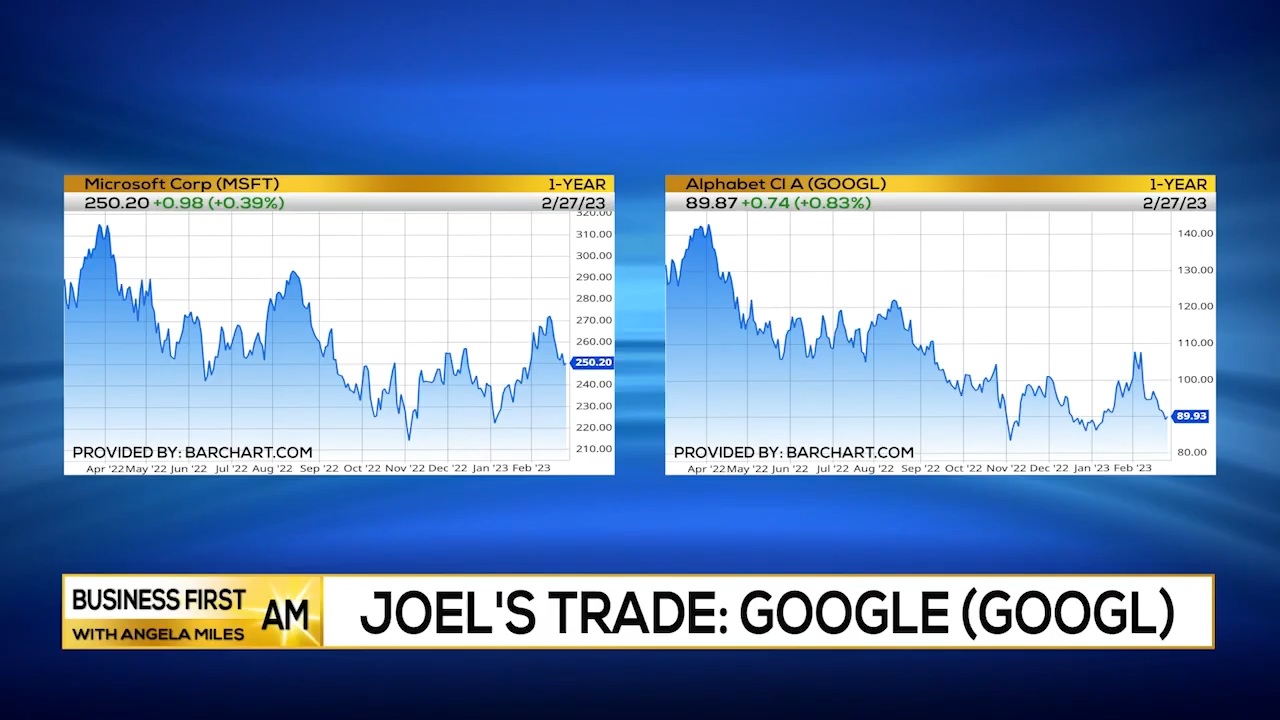 Microsoft Corp (MSFT) 1-YEAR
250.20 +0.98 (+0.39%) 2/27/23
320.00
310.00
300.00
290.00
280.00
270.00
260.00
250.20
240.00
230.00
220.00
210.00
PROVIDED BY: BARCHART.COM
Apr '22 May '22 Jun '22 Jul '22 Aug '22 Sep '22 Oct '22 Nov '22 Dec '22 Jan '23 Feb '23
Alphabet Cl A (GOOGL) 1-YEAR
89.87 +0.74 (+0.83%) 2/27/23
140.00
130.00
120.00
110.00
100.00
89.93
80.00
PROVIDED BY: BARCHART.COM
Apr '22 May '22 Jun '22 Jul '22 Aug '22 Sep '22 Oct '22 Nov '22 Dec '22 Jan '23 Feb '23
BUSINESS FIRST
AM
WITH ANGELA MILES
JOEL'S TRADE: GOOGLE (GOOGL)